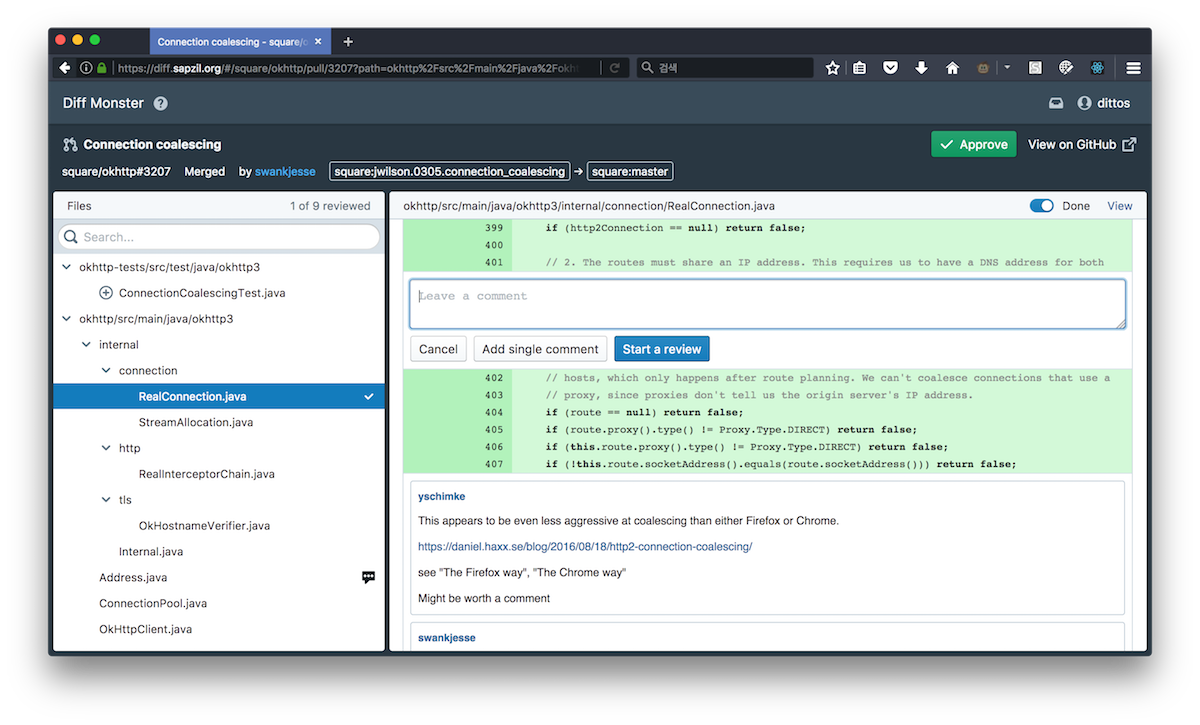 Connection coalescing - square/o
https://diff.sapzil.org/#/square/okhttp/pull/3207?path=okhttp%2Fsrc%2Fmain%2Fjava%2Fokht
검색
Diff Monster
dittos
Connection coalescing
Approve
View on GitHub
square/okhttp#3207 Merged by swankjesse square:jwilson.0305.connection_coalescing → square:master
Files
1 of 9 reviewed
Search...
okhttp-tests/src/test/java/okhttp3
ConnectionCoalescingTest.java
okhttp/src/main/java/okhttp3
internal
connection
RealConnection.java
StreamAllocation.java
http
RealInterceptorChain.java
tls
OkHostnameVerifier.java
Internal.java
Address.java
ConnectionPool.java
OkHttpClient.java
okhttp/src/main/java/okhttp3/internal/connection/RealConnection.java
Done
View
399 if (http2Connection == null) return false;
400
401 // 2. The routes must share an IP address. This requires us to have a DNS address for both
Leave a comment
Cancel
Add single comment
Start a review
402 // hosts, which only happens after route planning. We can't coalesce connections that use a
403 // proxy, since proxies don't tell us the origin server's IP address.
404 if (route == null) return false;
405 if (route.proxy().type() != Proxy.Type.DIRECT) return false;
406 if (this.route.proxy().type() != Proxy.Type.DIRECT) return false;
407 if (!this.route.socketAddress().equals(route.socketAddress())) return false;
yschimke
This appears to be even less aggressive at coalescing than either Firefox or Chrome.
https://daniel.haxx.se/blog/2016/08/18/http2-connection-coalescing/
see "The Firefox way", "The Chrome way"
Might be worth a comment
swankjesse